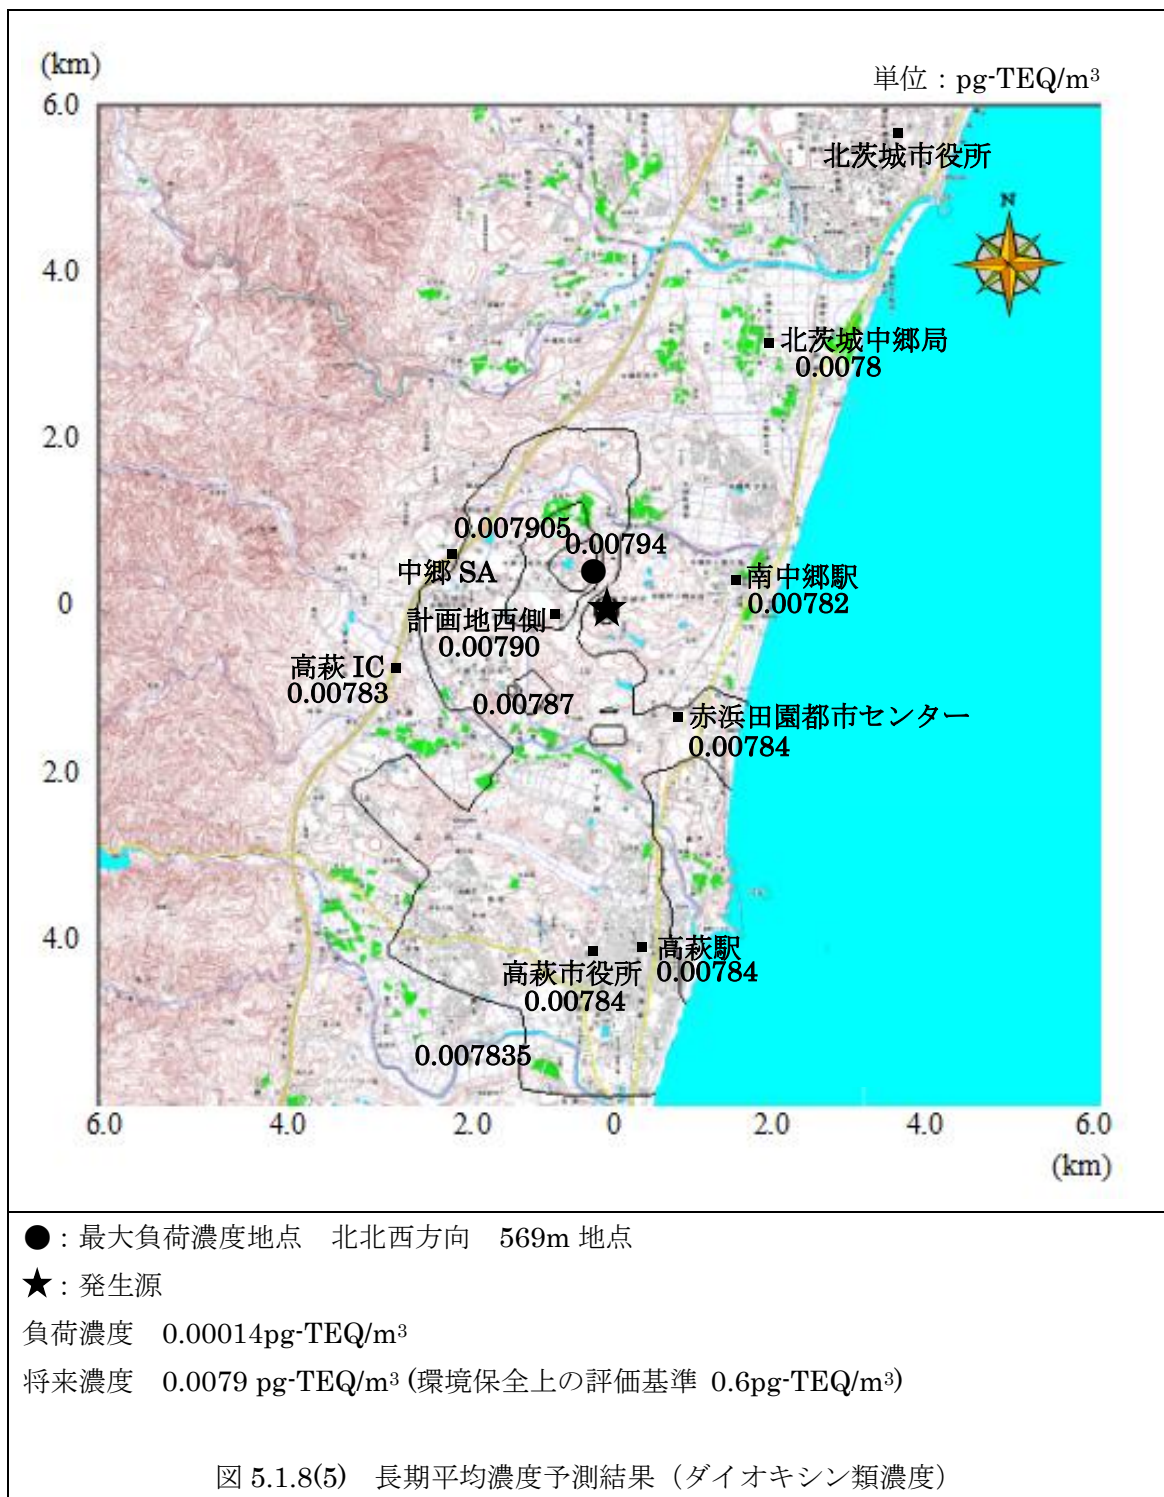 (km)
単位：pg-TEQ/m³
6.0
北茨城市役所
N
4.0
北茨城中郷局
0.0078
2.0
0.007905
0.00794
中郷 SA
南中郷駅
0.00782
0
計画地西側
0.00790
高萩 IC
0.00783
0.00787
赤浜田園都市センター
0.00784
2.0
4.0
高萩駅
0.00784
高萩市役所
0.00784
0.007835
6.0 4.0 2.0 0 2.0 4.0 6.0
(km)
●：最大負荷濃度地点　北北西方向　569m 地点
★：発生源
負荷濃度　0.00014pg-TEQ/m³
将来濃度　0.0079 pg-TEQ/m³ (環境保全上の評価基準 0.6pg-TEQ/m³)
図 5.1.8(5)　長期平均濃度予測結果（ダイオキシン類濃度）